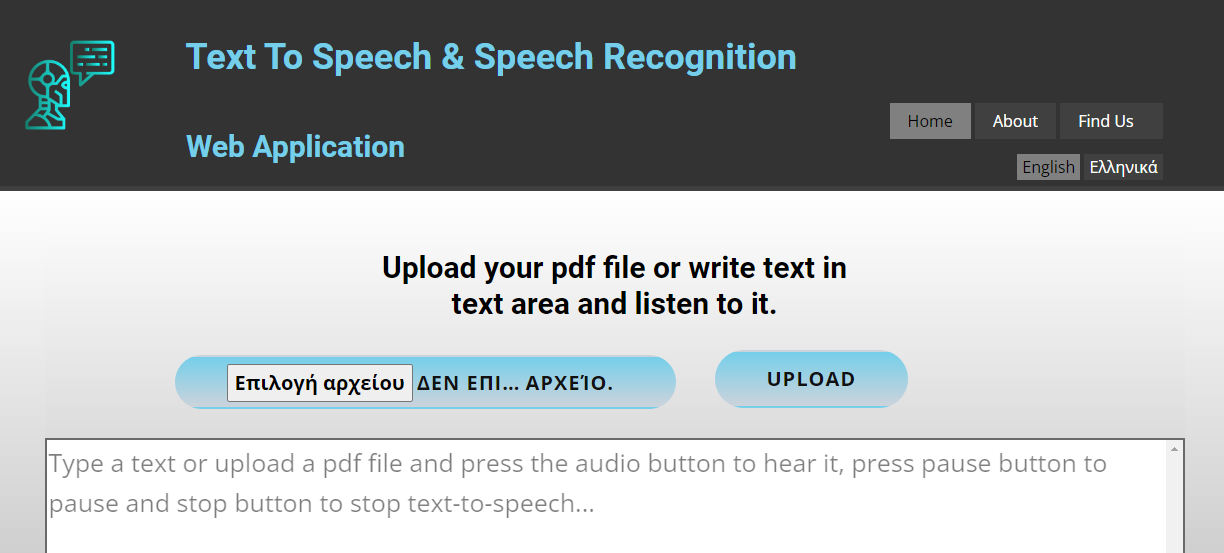 Text To Speech & Speech Recognition
Web Application
Home About Find Us
English Ελληνικά
Upload your pdf file or write text in
text area and listen to it.
Επιλογή αρχείου ΔΕΝ ΕΠΙ... ΑΡΧΕΊΟ. UPLOAD
Type a text or upload a pdf file and press the audio button to hear it, press pause button to
pause and stop button to stop text-to-speech...